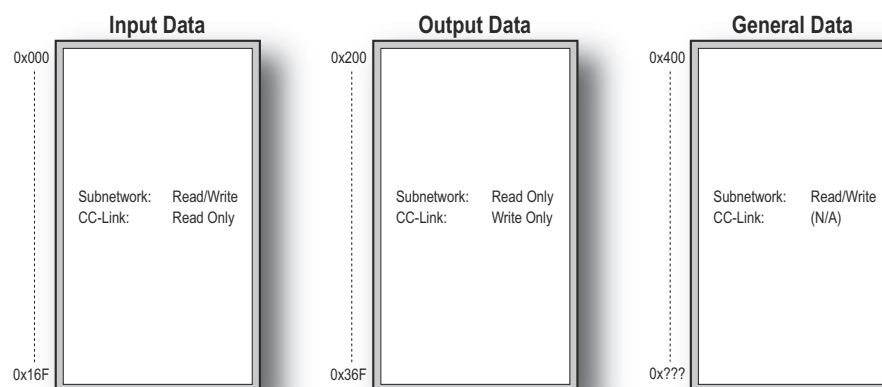 Input Data
0x000
Subnetwork: Read/Write
CC-Link: Read Only
0x16F
Output Data
0x200
Subnetwork: Read Only
CC-Link: Write Only
0x36F
General Data
0x400
Subnetwork: Read/Write
CC-Link: (N/A)
0x???